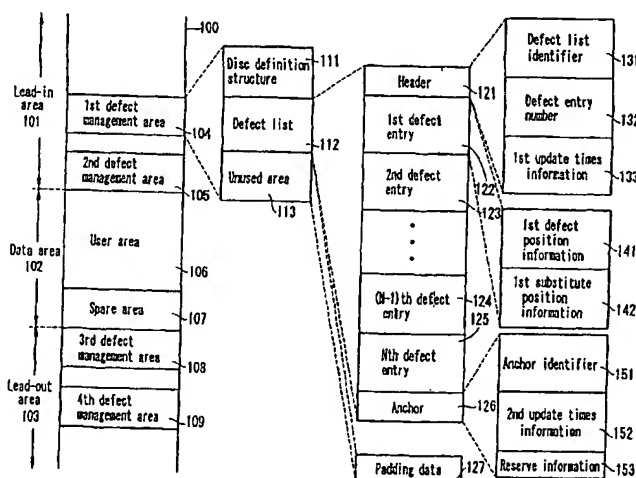 100
Lead-in
area
101
1st defect
management area
104
2nd defect
management area
105
Data area
102
User area
106
Spare area
107
Lead-out
area
103
3rd defect
management area
108
4th defect
management area
109
Disc definition
structure
111
Defect list
112
Unused area
113
Header
121
1st defect
entry
122
2nd defect
entry
123
(N-1)th defect
entry
124
125
Nth defect
entry
Anchor
126
Padding data
127
Defect list
identifier
131
Defect entry
number
132
1st update times
information
133
1st defect
position
information
141
1st substitute
position
information
142
Anchor identifier
151
2nd update times
information
152
Reserve information
153